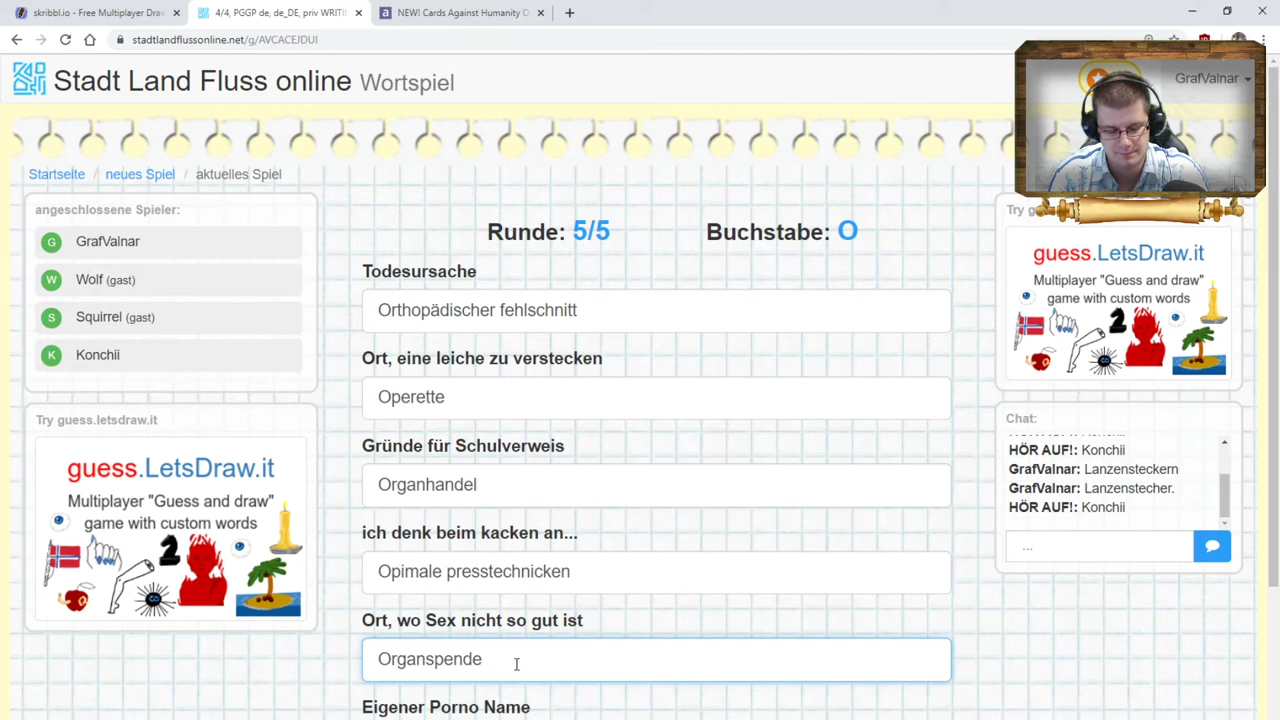 skribbl.io - Free Multiplayer Draw
4/4, PGGP de, de_DE, priv WRITI
NEW! Cards Against Humanity O
stadtlandflussonline.net/g/AVCACEJDUI
Stadt Land Fluss online Wortspiel
GrafValnar
Startseite / neues Spiel / aktuelles Spiel
angeschlossene Spieler:
G GrafValnar
W Wolf (gast)
S Squirrel (gast)
K Konchii
Try guess.letsdraw.it
guess.LetsDraw.it
Multiplayer "Guess and draw"
game with custom words
Runde: 5/5 Buchstabe: O
Todesursache
Orthopädischer fehlschnitt
Ort, eine leiche zu verstecken
Operette
Gründe für Schulverweis
Organhandel
ich denk beim kacken an...
Opimale presstechnicken
Ort, wo Sex nicht so gut ist
Organspende
Eigener Porno Name
Try g
guess.LetsDraw.it
Multiplayer "Guess and draw"
game with custom words
Chat:
HÖR AUF!: Konchii
GrafValnar: Lanzensteckern
GrafValnar: Lanzenstecher.
HÖR AUF!: Konchii
...